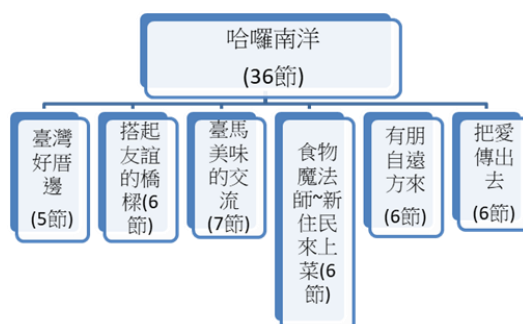 哈囉南洋
(36節)
臺灣
好厝
邊
(5節)
搭起
友誼
的橋
樑(6
節)
臺馬
美味
的交
流
(7節)
食物
魔法
師~新
住民
來上
菜(6
節)
有朋
自遠
方來
(6節)
把愛
傳出
去
(6節)